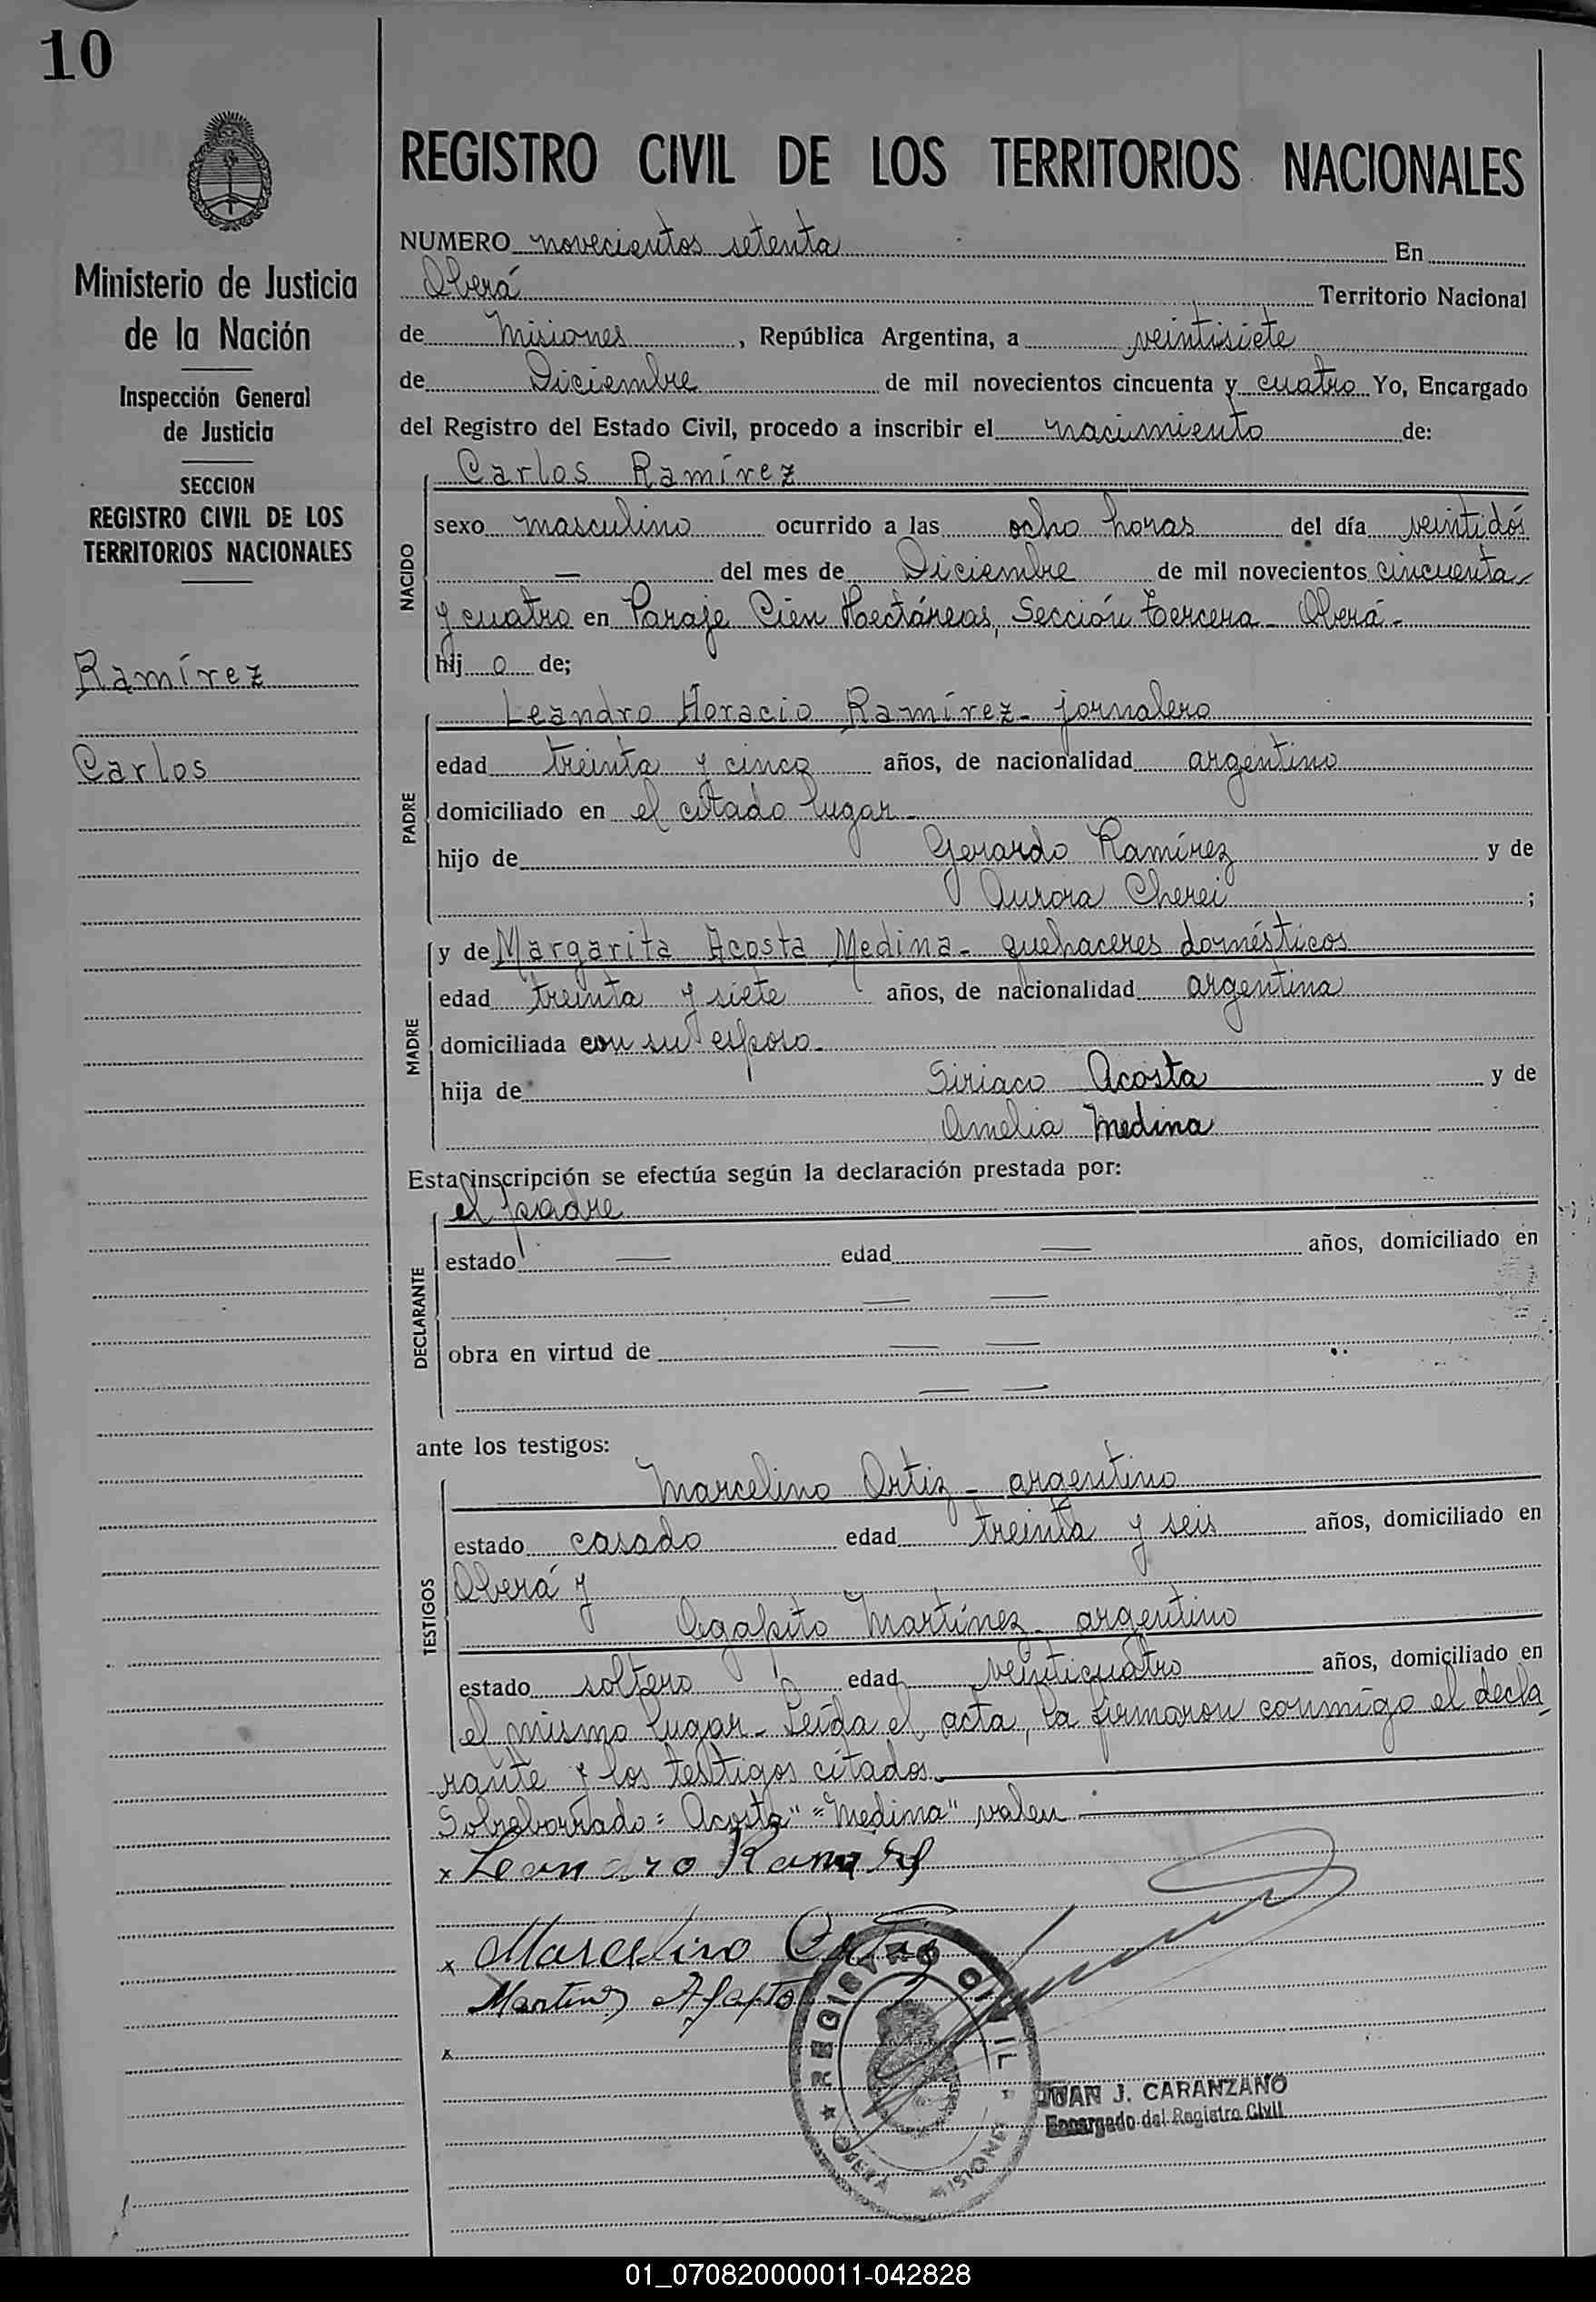 10
REGISTRO CIVIL DE LOS TERRITORIOS NACIONALES
Ministerio de Justicia
de la Nación
Inspección General
de Justicia
SECCION
REGISTRO CIVIL DE LOS
TERRITORIOS NACIONALES
Ramírez
Carlos
NUMERO novecientos setenta En
Oberá Territorio Nacional
de Misiones, República Argentina, a veintisiete
de Diciembre de mil novecientos cincuenta y cuatro Yo, Encargado
del Registro del Estado Civil, procedo a inscribir el nacimiento de:
NACIDO
Carlos Ramírez
sexo masculino ocurrido a las ocho horas del día veintidós
— del mes de Diciembre de mil novecientos cincuenta
y cuatro en Paraje Cien Hectáreas, Sección tercera - Oberá -
hij o de;
PADRE
Leandro Horacio Ramírez - jornalero
edad treinta y cinco años, de nacionalidad argentino
domiciliado en el citado lugar -
hijo de Gerardo Ramírez y de
Aurora Cherei ;
MADRE
y de Margarita Acosta Medina - quehaceres domésticos
edad treinta y siete años, de nacionalidad argentina
domiciliada con su esposo -
hija de Siriaco Acosta y de
Amelia Medina
Esta inscripción se efectúa según la declaración prestada por:
DECLARANTE
el padre
estado — edad — años, domiciliado en
— —
obra en virtud de — —
— —
ante los testigos:
TESTIGOS
Marcelino Ortiz - argentino
estado casado edad treinta y seis años, domiciliado en
Oberá y
Agapito Martínez - argentino
estado soltero edad veinticuatro años, domiciliado en
el mismo lugar - Leída el acta, la firmaron conmigo el decla-
rante y los testigos citados.
Sobreborrado: Acosta" = "Medina" valen
x Leandro Ramirez
x Marcelino Ortiz
Martinez Agapito
x
REGISTRO CIVIL
OBERA MISIONES
JUAN J. CARANZANO
Encargado del Registro Civil
01_070820000011-042828